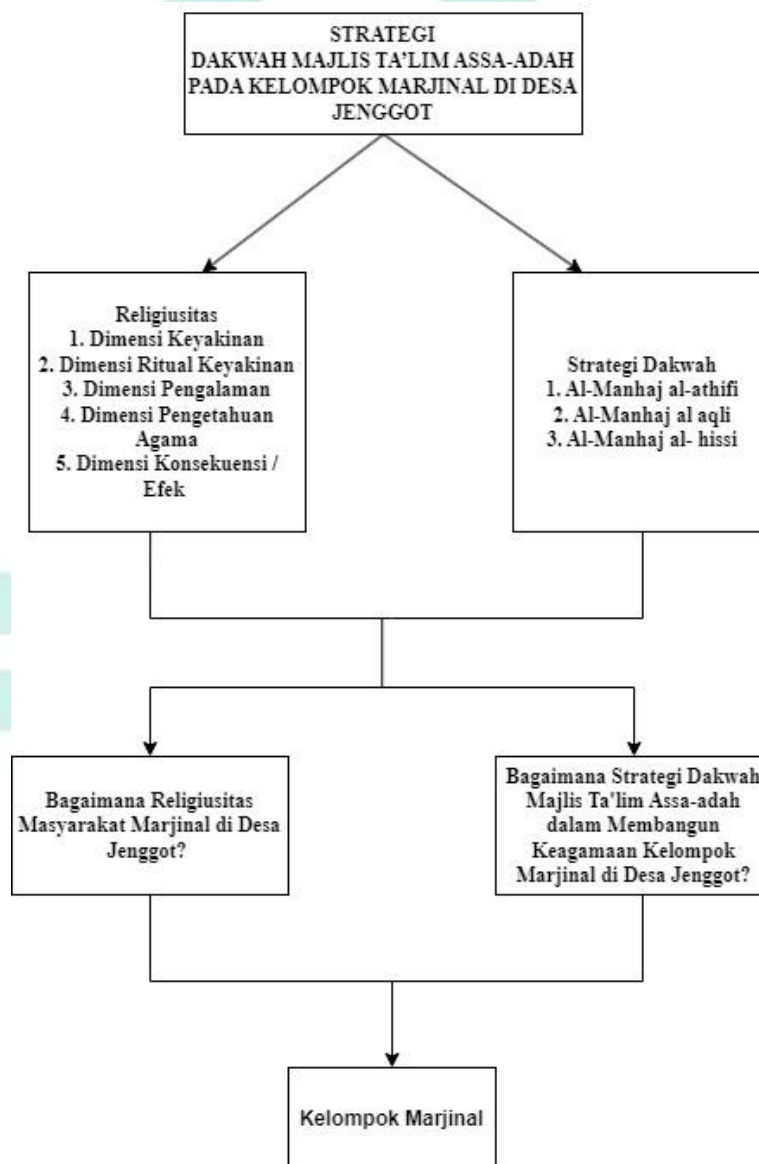 STRATEGI
DAKWAH MAJLIS TA'LIM ASSA-ADAH
PADA KELOMPOK MARJINAL DI DESA
JENGGOT
Religiusitas
1. Dimensi Keyakinan
2. Dimensi Ritual Keyakinan
3. Dimensi Pengalaman
4. Dimensi Pengetahuan
Agama
5. Dimensi Konsekuensi /
Efek
Strategi Dakwah
1. Al-Manhaj al-athifi
2. Al-Manhaj al aqli
3. Al-Manhaj al- hissi
Bagaimana Religiusitas
Masyarakat Marjinal di Desa
Jenggot?
Bagaimana Strategi Dakwah
Majlis Ta'lim Assa-adah
dalam Membangun
Keagamaan Kelompok
Marjinal di Desa Jenggot?
Kelompok Marjinal